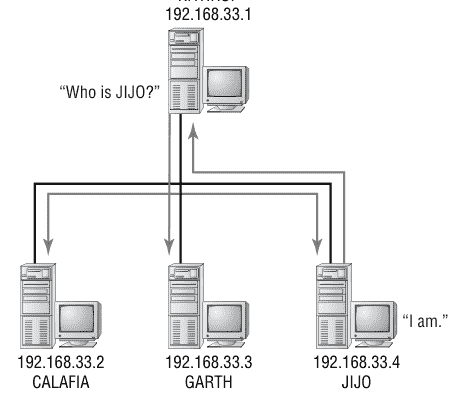 192.168.33.1
“Who is JIJO?”
“I am.”
192.168.33.2
CALAFIA
192.168.33.3
GARTH
192.168.33.4
JIJO